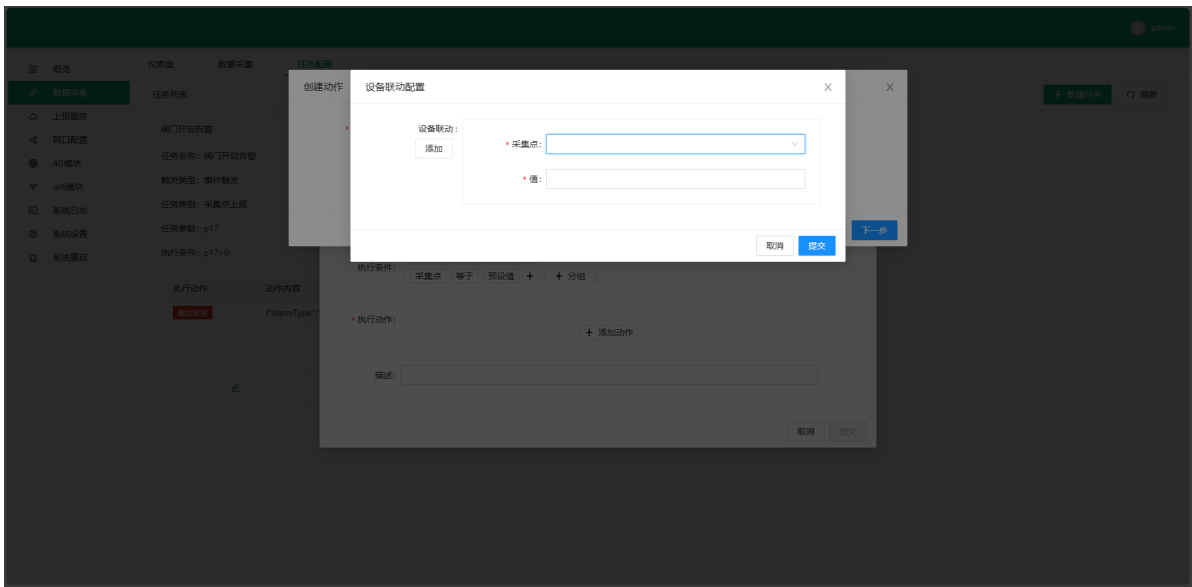 admin
概览
仪表盘 数据采集 任务配置
数据采集
任务列表
+ 新建任务 刷新
上报服务
网口配置
4G模块
wifi模块
系统日志
系统设置
系统重启
阀门开启告警
任务名称: 阀门开启告警
触发类型: 事件触发
任务类别: 采集点上报
任务参数: p17
执行条件: p17>0
执行动作 动作内容
触发报警 {"alarmType":"
创建动作
设备联动配置
设备联动:
添加
* 采集点:
* 值:
取消 提交
下一步
执行条件:
采集点 等于 预设值 + + 分组
* 执行动作:
+ 添加动作
描述:
取消 提交